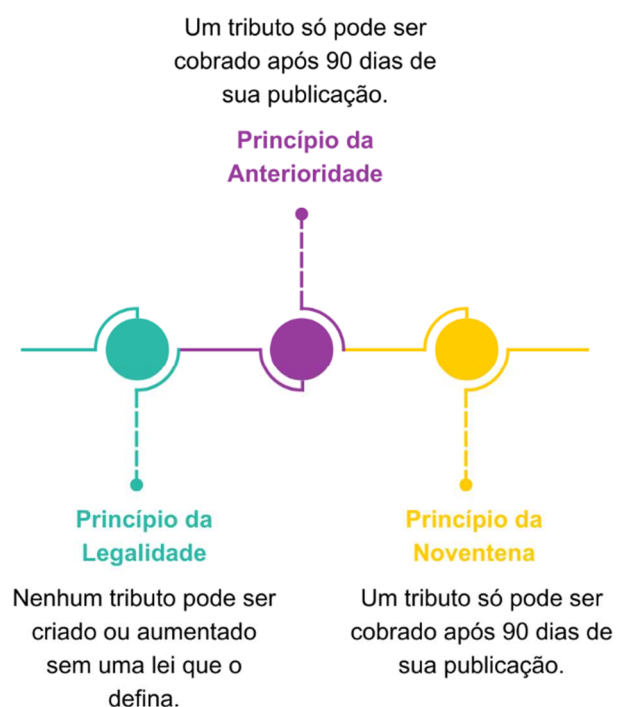 Um tributo só pode ser
cobrado após 90 dias de
sua publicação.
Princípio da
Anterioridade
Princípio da
Legalidade
Nenhum tributo pode ser
criado ou aumentado
sem uma lei que o
defina.
Princípio da
Noventena
Um tributo só pode ser
cobrado após 90 dias de
sua publicação.